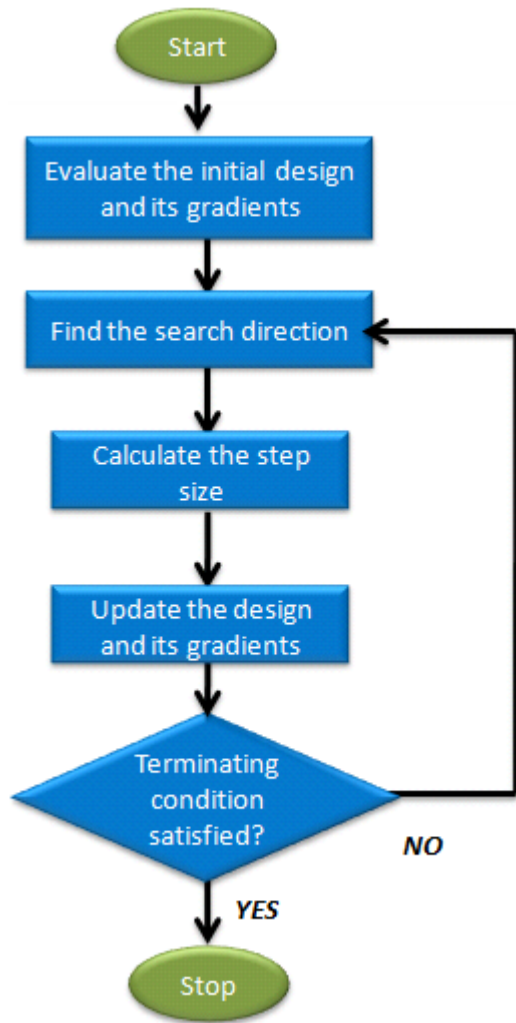 Start
Evaluate the initial design
and its gradients
Find the search direction
Calculate the step
size
Update the design
and its gradients
Terminating
condition
satisfied?
NO
YES
Stop